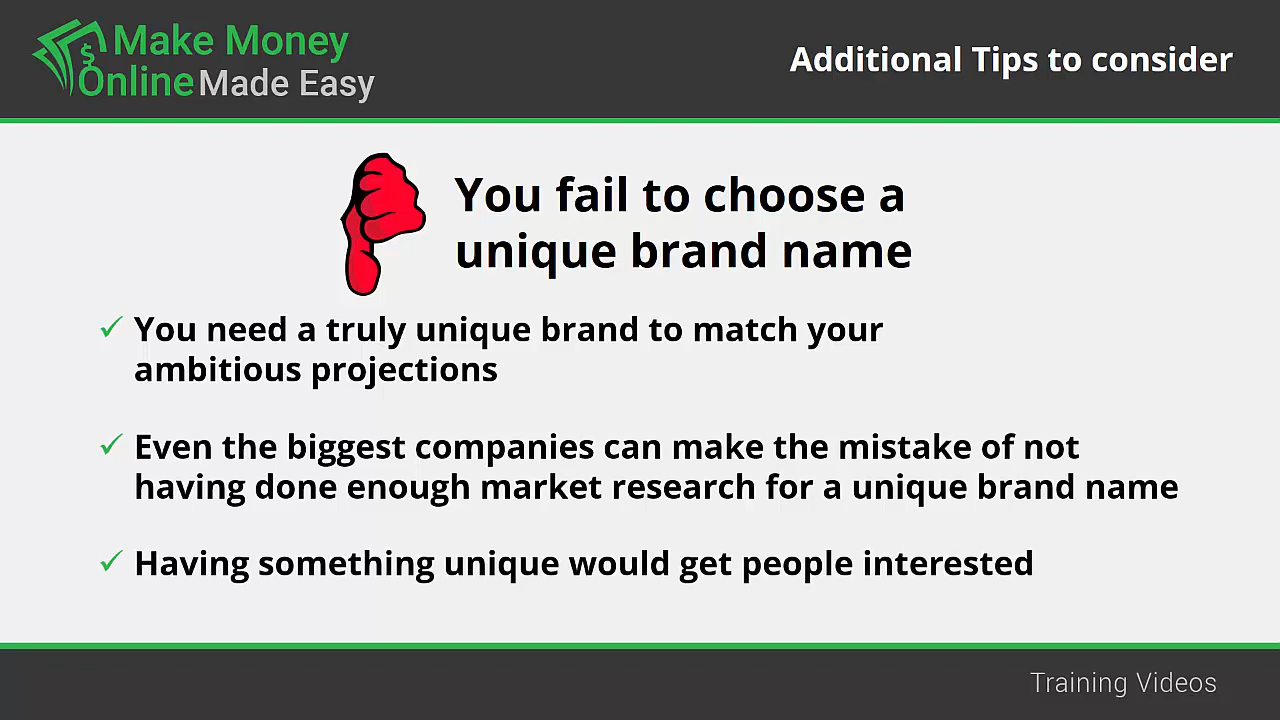 Make Money
Online Made Easy
Additional Tips to consider
You fail to choose a
unique brand name
You need a truly unique brand to match your
ambitious projections
Even the biggest companies can make the mistake of not
having done enough market research for a unique brand name
Having something unique would get people interested
Training Videos